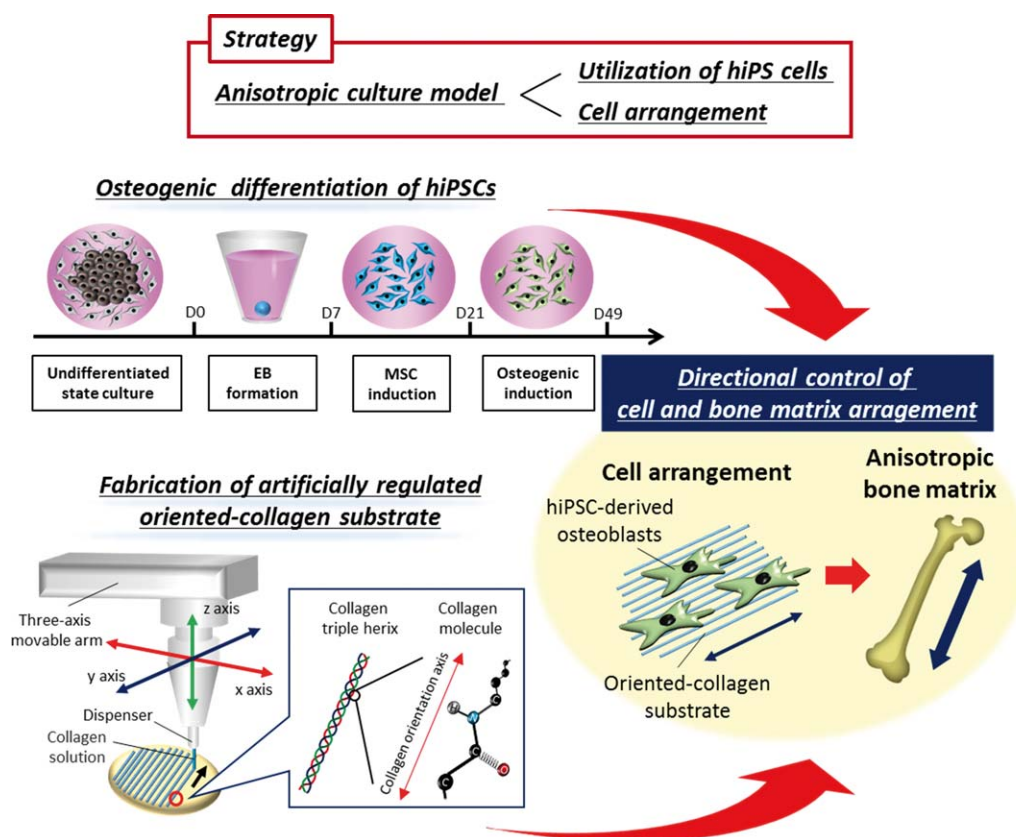 Strategy
Anisotropic culture model
Utilization of hiPS cells
Cell arrangement
Osteogenic differentiation of hiPSCs
D0
D7
D21
D49
Undifferentiated
state culture
EB
formation
MSC
induction
Osteogenic
induction
Directional control of
cell and bone matrix arragement
Cell arrangement
hiPSC-derived
osteoblasts
Oriented-collagen
substrate
Anisotropic
bone matrix
Fabrication of artificially regulated
oriented-collagen substrate
Three-axis
movable arm
z axis
y axis
x axis
Dispenser
Collagen
solution
Collagen
triple herix
Collagen
molecule
Collagen orientation axis
C
H
N
C
C
O
C